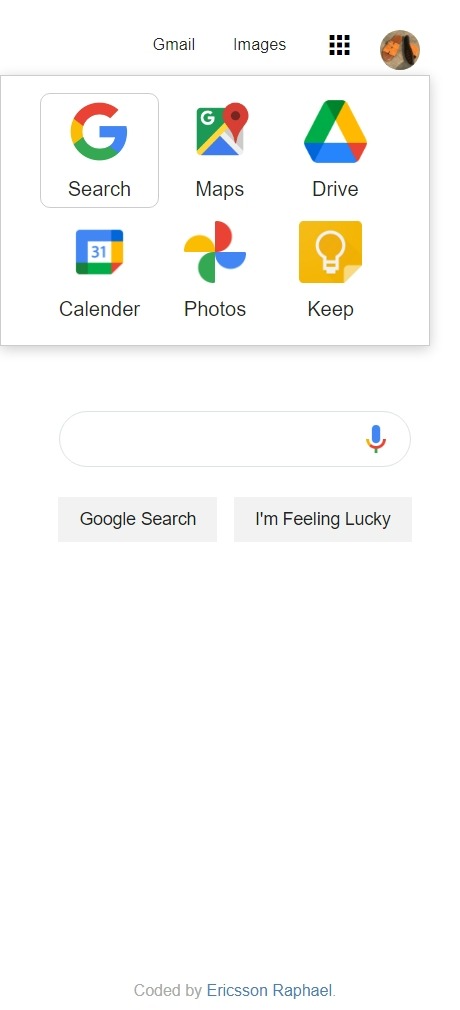 Gmail Images
G
Search Maps Drive
31
Calender Photos Keep
Google Search I'm Feeling Lucky
Coded by Ericsson Raphael.